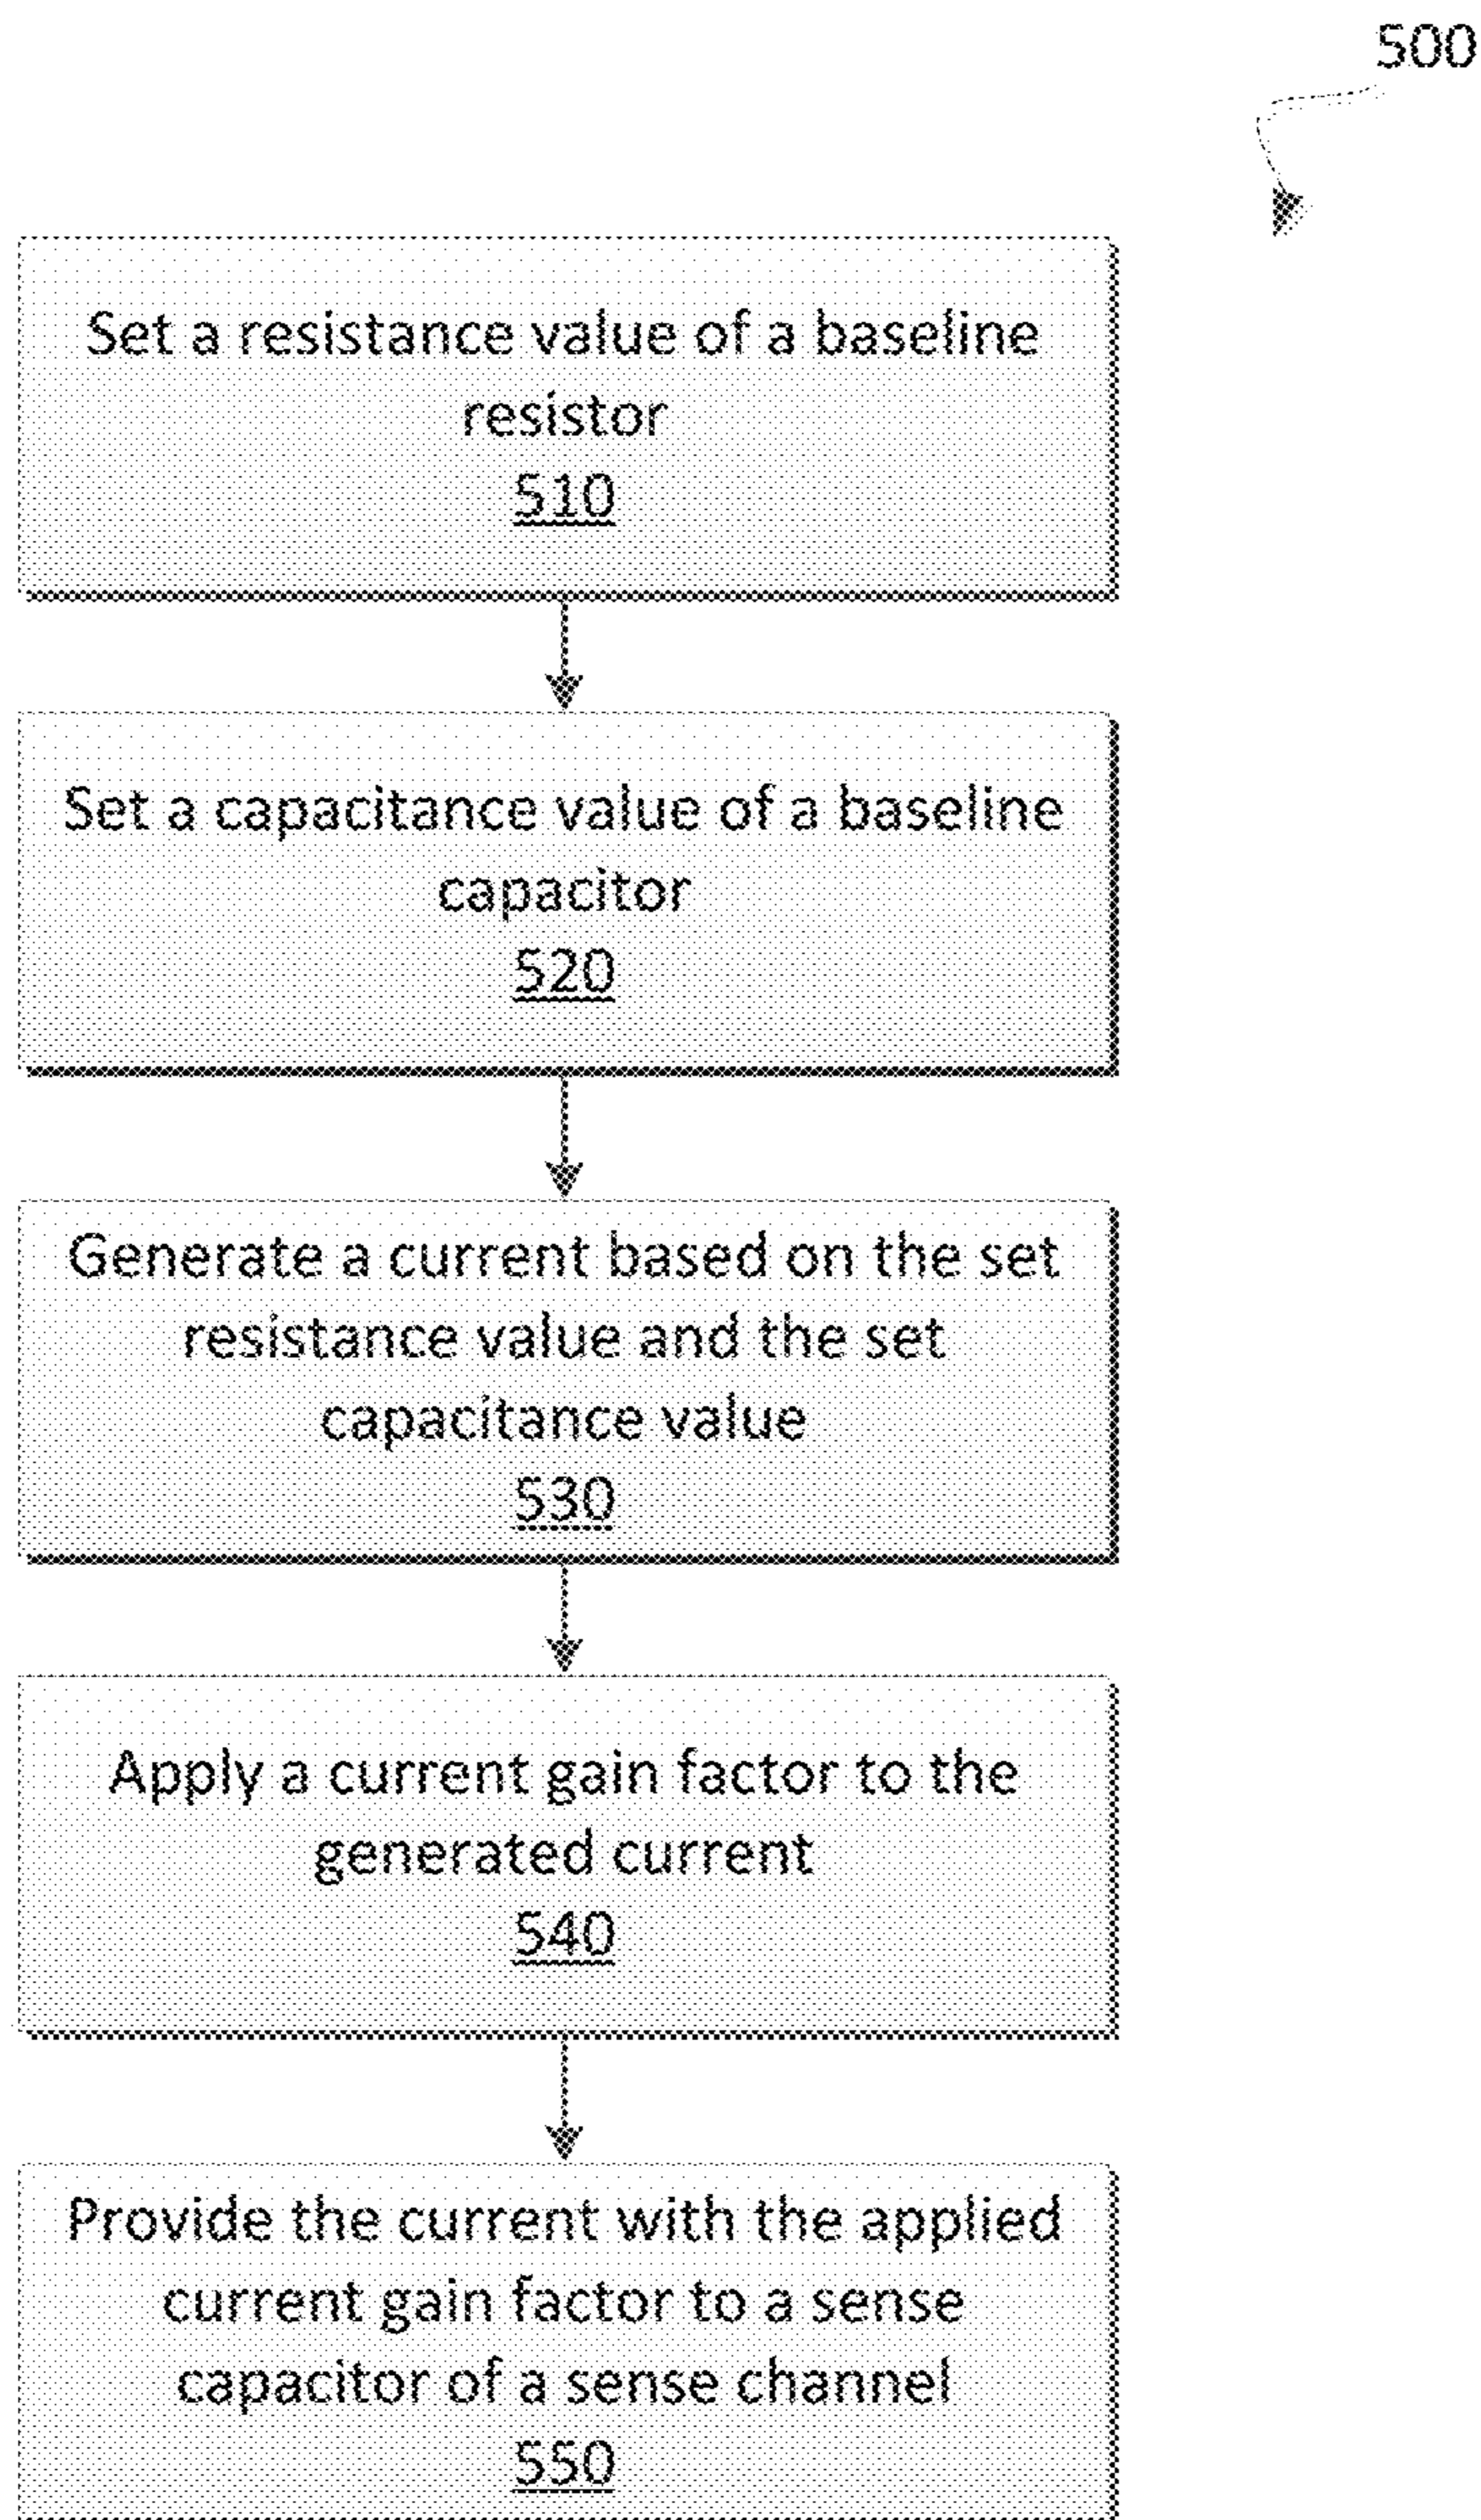 500
Set a resistance value of a baseline
resistor
510
Set a capacitance value of a baseline
capacitor
520
Generate a current based on the set
resistance value and the set
capacitance value
530
Apply a current gain factor to the
generated current
540
Provide the current with the applied
current gain factor to a sense
capacitor of a sense channel
550